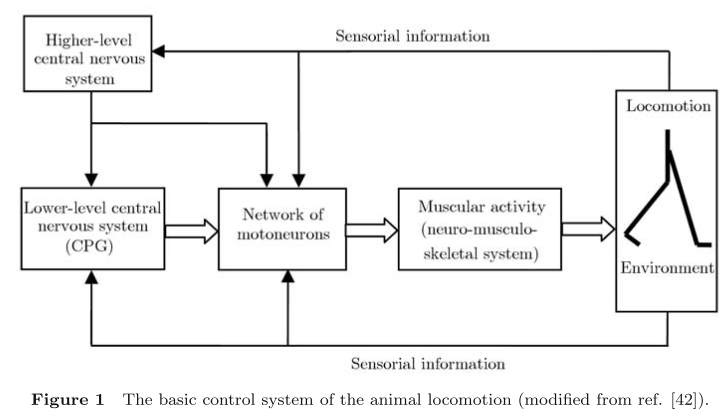 Sensorial information
Higher-level
central nervous
system
Locomotion
Lower-level central
nervous system
(CPG)
Network of
motoneurons
Muscular activity
(neuro-musculo-
skeletal system)
Environment
Sensorial information
Figure 1 The basic control system of the animal locomotion (modified from ref. [42]).